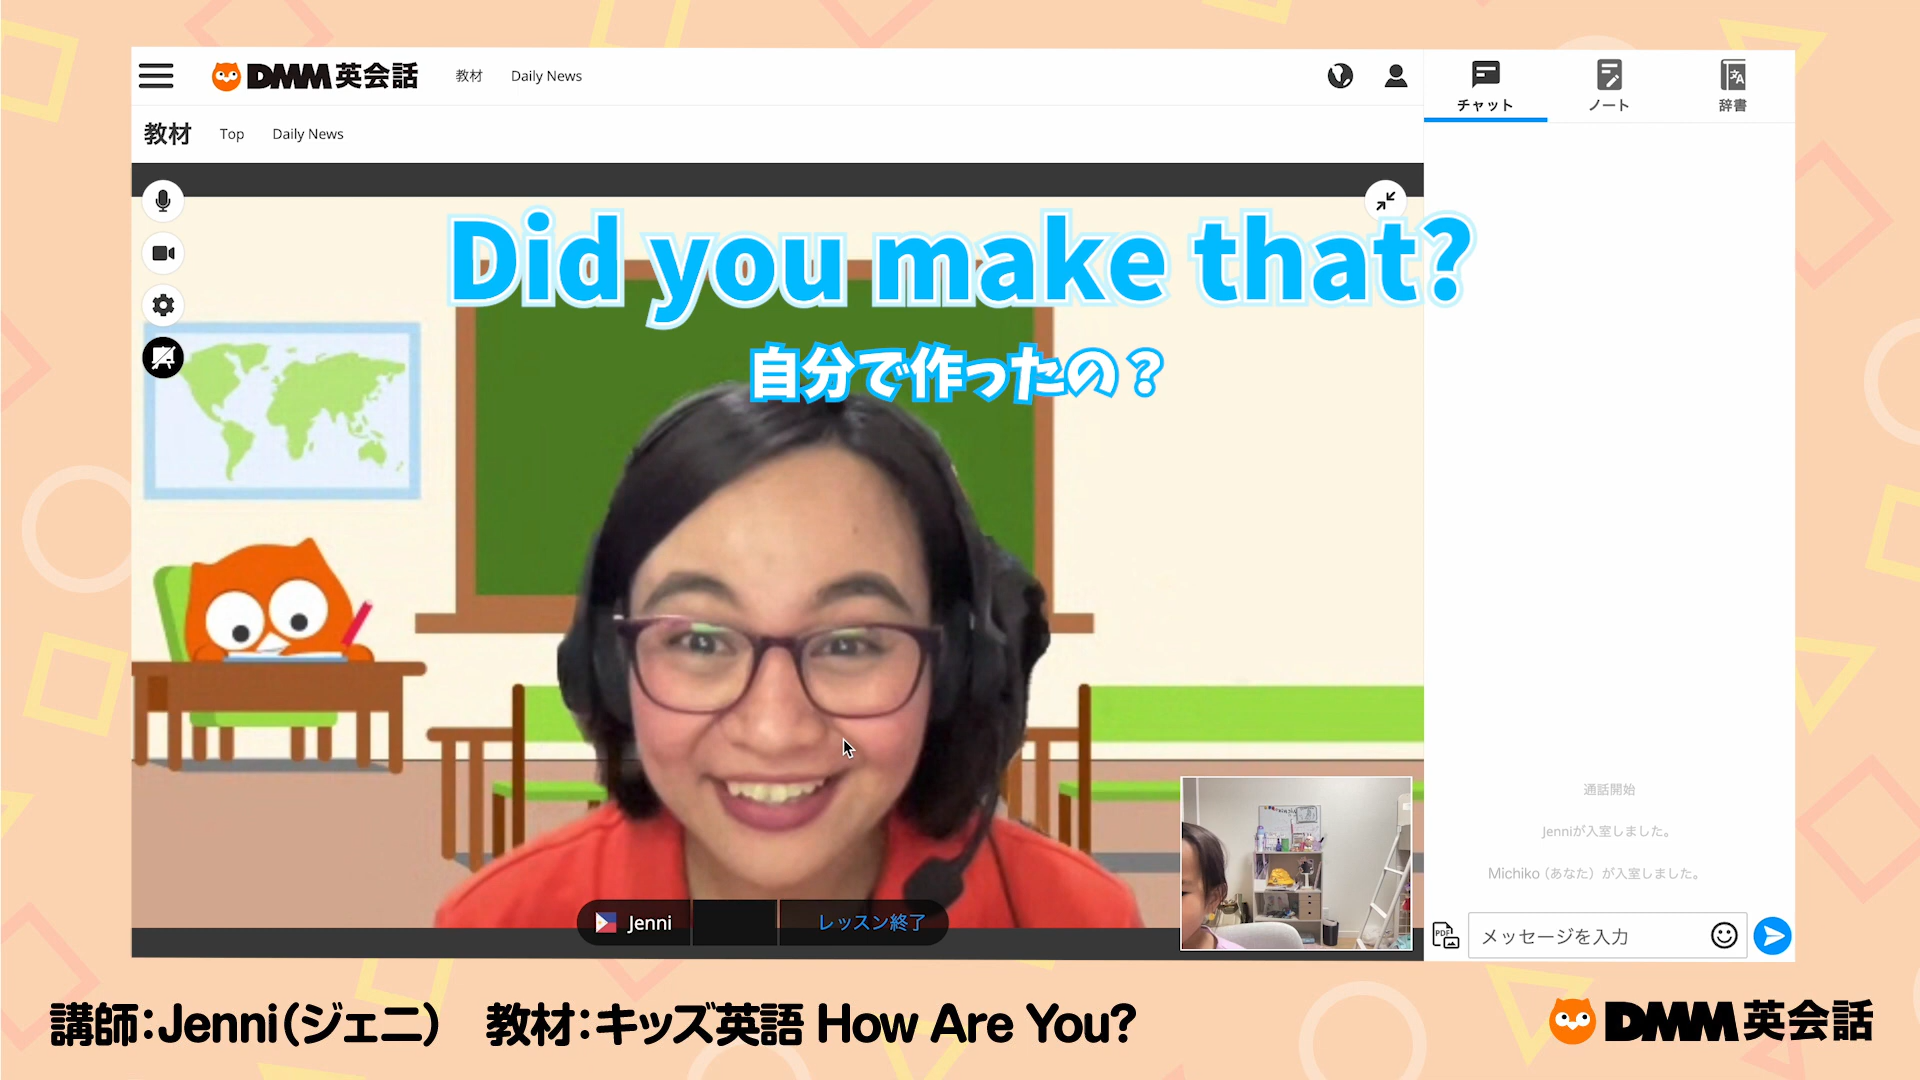 DMM英会話
教材
Daily News
チャット
ノート
辞書
教材
Top
Daily News
Did you make that?
自分で作ったの？
通話開始
Jenniが入室しました。
Michiko（あなた）が入室しました。
Jenni
レッスン終了
PDF
メッセージを入力
講師：Jenni（ジェニ） 教材：キッズ英語 How Are You?
DMM英会話